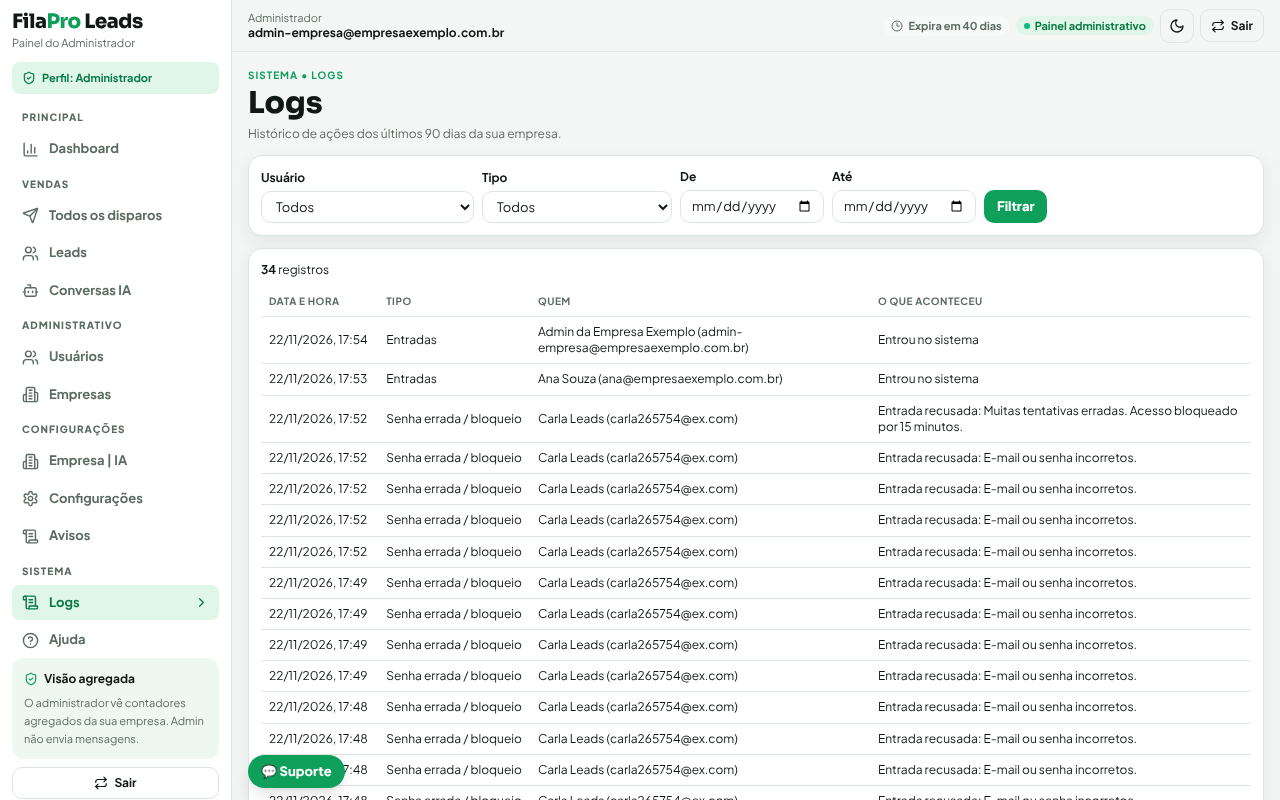 FilaPro Leads
Painel do Administrador
Perfil: Administrador
PRINCIPAL
Dashboard
VENDAS
Todos os disparos
Leads
Conversas IA
ADMINISTRATIVO
Usuários
Empresas
CONFIGURAÇÕES
Empresa | IA
Configurações
Avisos
SISTEMA
Logs
Ajuda
Visão agregada
O administrador vê contadores
agregados da sua empresa. Admin
não envia mensagens.
Sair
Administrador
admin-empresa@empresaexemplo.com.br
Expira em 40 dias
Painel administrativo
Sair
SISTEMA • LOGS
Logs
Histórico de ações dos últimos 90 dias da sua empresa.
Usuário Tipo De Até
Todos Todos mm/dd/yyyy mm/dd/yyyy Filtrar
34 registros
DATA E HORA TIPO QUEM O QUE ACONTECEU
22/11/2026, 17:54 Entradas Admin da Empresa Exemplo (admin-
empresa@empresaexemplo.com.br) Entrou no sistema
22/11/2026, 17:53 Entradas Ana Souza (ana@empresaexemplo.com.br) Entrou no sistema
22/11/2026, 17:52 Senha errada / bloqueio Carla Leads (carla265754@ex.com) Entrada recusada: Muitas tentativas erradas. Acesso bloqueado
por 15 minutos.
22/11/2026, 17:52 Senha errada / bloqueio Carla Leads (carla265754@ex.com) Entrada recusada: E-mail ou senha incorretos.
22/11/2026, 17:52 Senha errada / bloqueio Carla Leads (carla265754@ex.com) Entrada recusada: E-mail ou senha incorretos.
22/11/2026, 17:52 Senha errada / bloqueio Carla Leads (carla265754@ex.com) Entrada recusada: E-mail ou senha incorretos.
22/11/2026, 17:52 Senha errada / bloqueio Carla Leads (carla265754@ex.com) Entrada recusada: E-mail ou senha incorretos.
22/11/2026, 17:49 Senha errada / bloqueio Carla Leads (carla265754@ex.com) Entrada recusada: E-mail ou senha incorretos.
22/11/2026, 17:49 Senha errada / bloqueio Carla Leads (carla265754@ex.com) Entrada recusada: E-mail ou senha incorretos.
22/11/2026, 17:49 Senha errada / bloqueio Carla Leads (carla265754@ex.com) Entrada recusada: E-mail ou senha incorretos.
22/11/2026, 17:49 Senha errada / bloqueio Carla Leads (carla265754@ex.com) Entrada recusada: E-mail ou senha incorretos.
22/11/2026, 17:48 Senha errada / bloqueio Carla Leads (carla265754@ex.com) Entrada recusada: E-mail ou senha incorretos.
22/11/2026, 17:48 Senha errada / bloqueio Carla Leads (carla265754@ex.com) Entrada recusada: E-mail ou senha incorretos.
Suporte 7:48 Senha errada / bloqueio Carla Leads (carla265754@ex.com) Entrada recusada: E-mail ou senha incorretos.